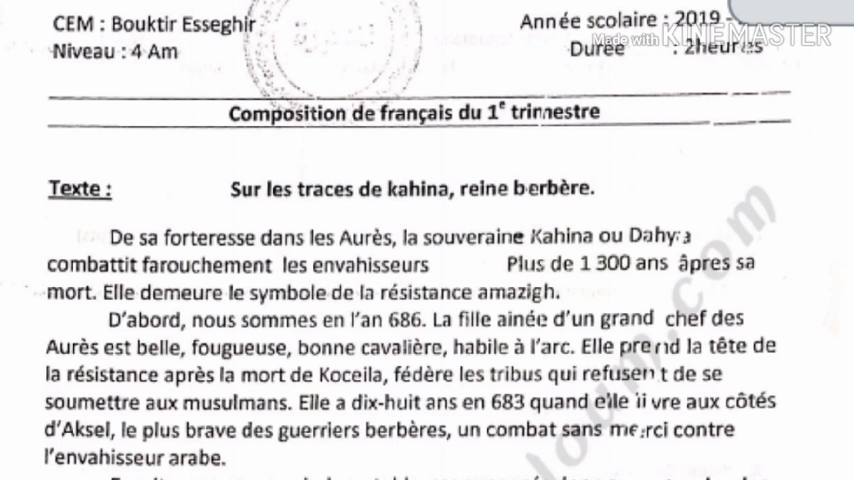 CEM : Bouktir Esseghir
Année scolaire : 2019 -
Made with KINEMASTER
Niveau : 4 Am
Durée : 2heures
Composition de français du 1e trimestre
Texte : Sur les traces de kahina, reine berbère.
De sa forteresse dans les Aurès, la souveraine Kahina ou Dahyia
combattit farouchement les envahisseurs Plus de 1 300 ans âpres sa
mort. Elle demeure le symbole de la résistance amazigh.
D'abord, nous sommes en l'an 686. La fille ainée d'un grand chef des
Aurès est belle, fougueuse, bonne cavalière, habile à l'arc. Elle prend la tête de
la résistance après la mort de Koceila, fédère les tribus qui refusent de se
soumettre aux musulmans. Elle a dix-huit ans en 683 quand elle livre aux côtés
d'Aksel, le plus brave des guerriers berbères, un combat sans merci contre
l'envahisseur arabe.
oum.com